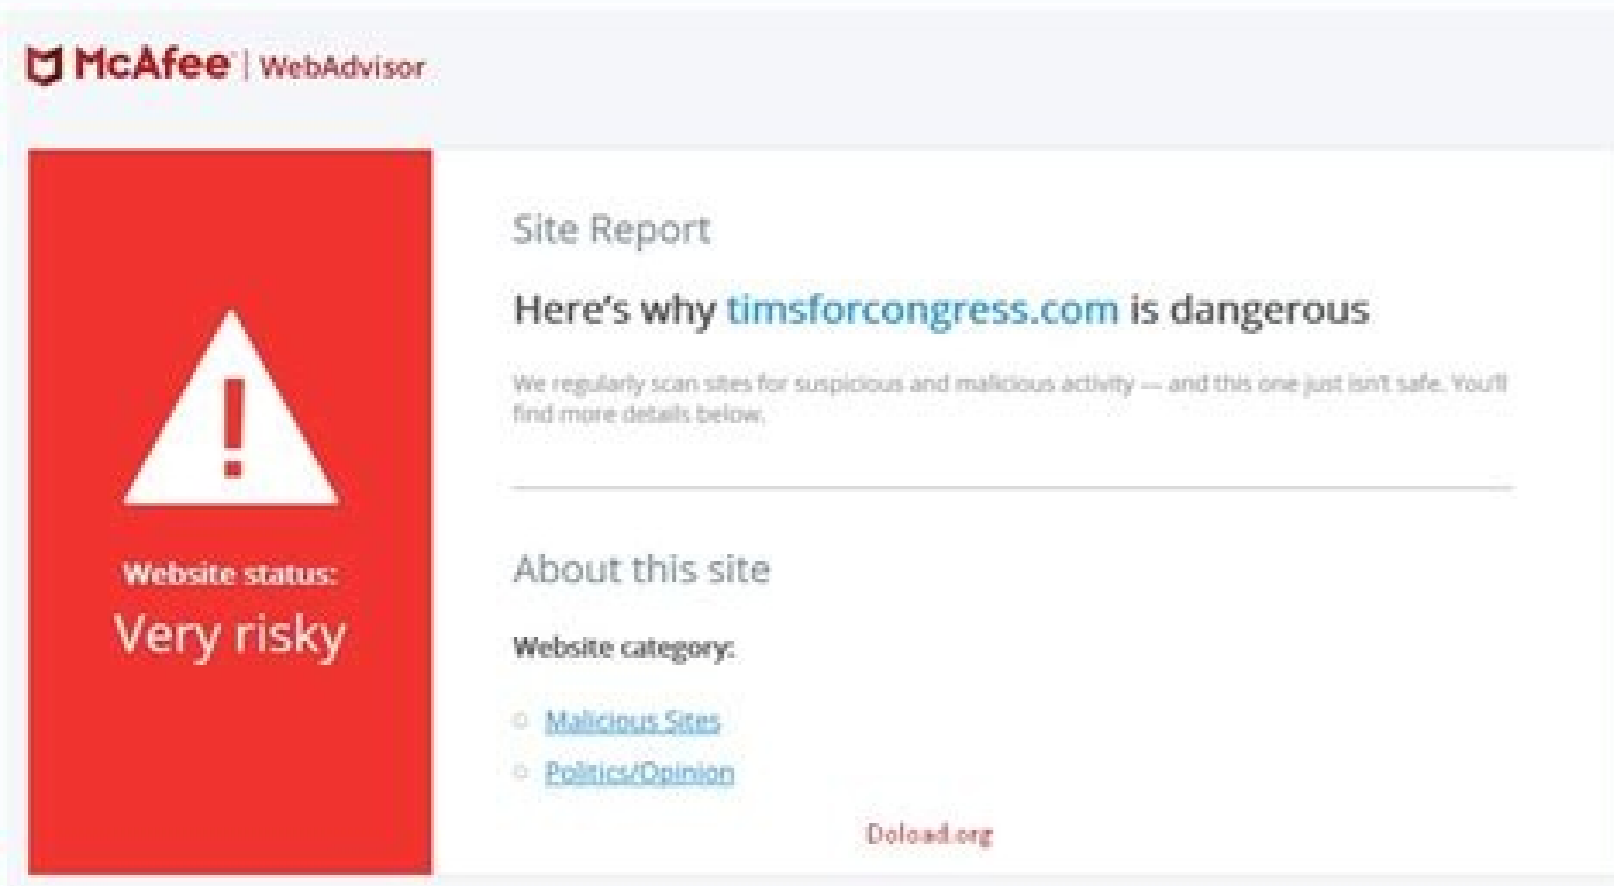 McAfee | WebAdvisor
Site Report
Here's why timsforcongress.com is dangerous
We regularly scan sites for suspicious and malicious activity — and this one just isn't safe. You'll
find more details below.
!
Website status:
Very risky
About this site
Website category:
Malicious Sites
Politics/Opinion
Doload.org